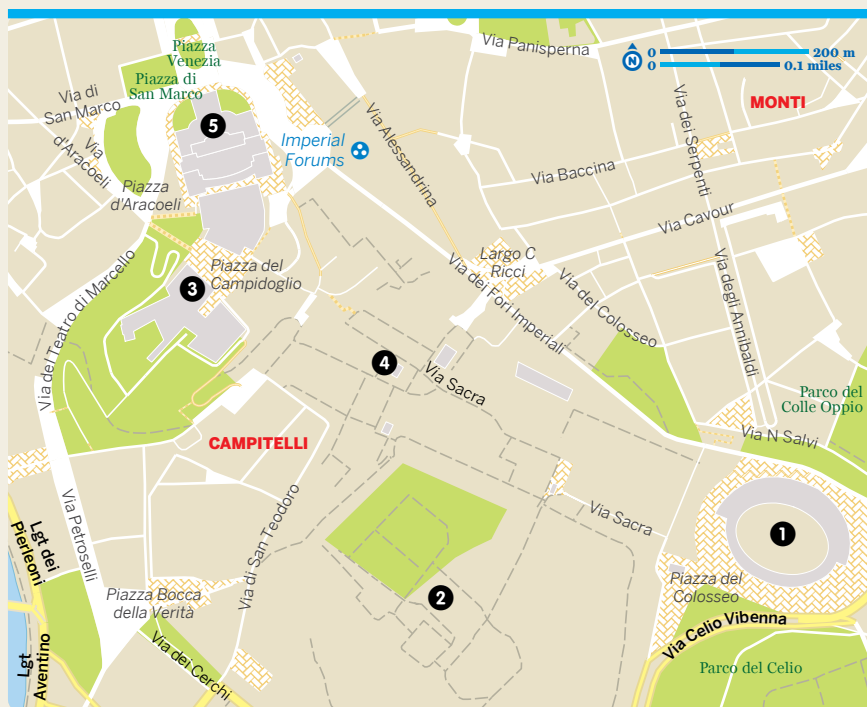 Piazza
Venezia
Piazza di
San Marco
Via Panisperna
N
0 200 m
0 0.1 miles
MONTI
Via di
San Marco
5
Imperial
Forums
Via Alessandrina
Via dei Serpenti
Via
d'Aracoeli
Via Baccina
Piazza
d'Aracoeli
Via Cavour
Largo C
Ricci
Piazza del
Campidoglio
3
Via dei Fori Imperiali
Via del Colosseo
Via degli Annibaldi
Via del Teatro di Marcello
4
Via Sacra
Parco del
Colle Oppio
CAMPITELLI
Via N Salvi
Via Sacra
1
Lgt dei
Pierleoni
Via Petroselli
Via di San Teodoro
Piazza del
Colosseo
Piazza Bocca
della Verità
2
Via Celio Vibenna
Lgt
Aventino
Via dei Cerchi
Parco del Celio